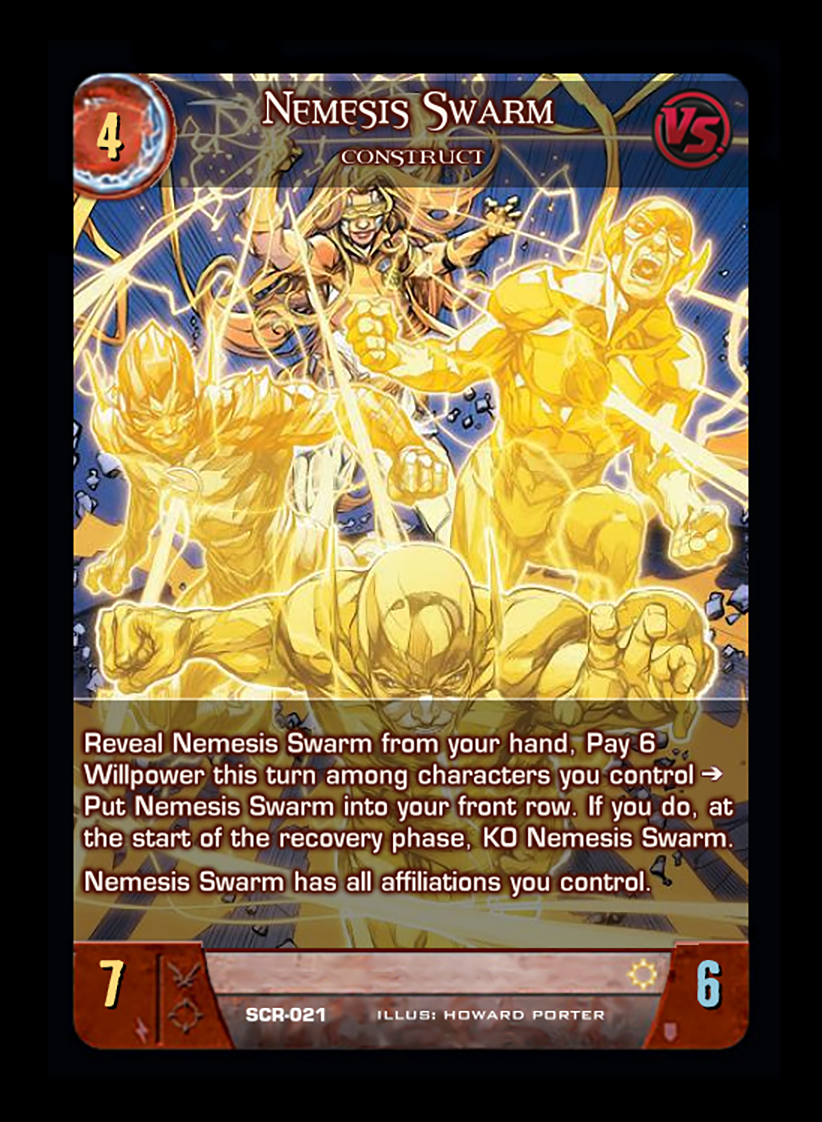 4
Nemesis Swarm
VS.
CONSTRUCT
Reveal Nemesis Swarm from your hand, Pay 6
Willpower this turn among characters you control ➔
Put Nemesis Swarm into your front row. If you do, at
the start of the recovery phase, KO Nemesis Swarm.
Nemesis Swarm has all affiliations you control.
7
6
SCR-021
ILLUS: HOWARD PORTER